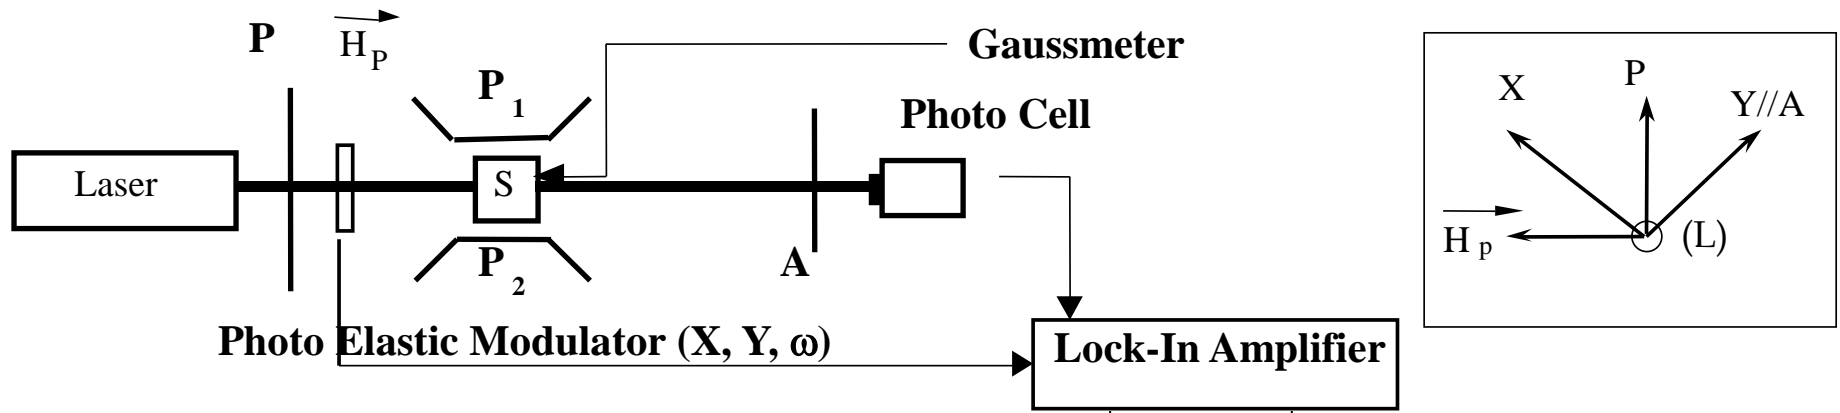 P
H P
Gaussmeter
P 1
Photo Cell
Laser
S
P 2
A
Photo Elastic Modulator (X, Y, ω)
Lock-In Amplifier
X
P
Y//A
H p
(L)